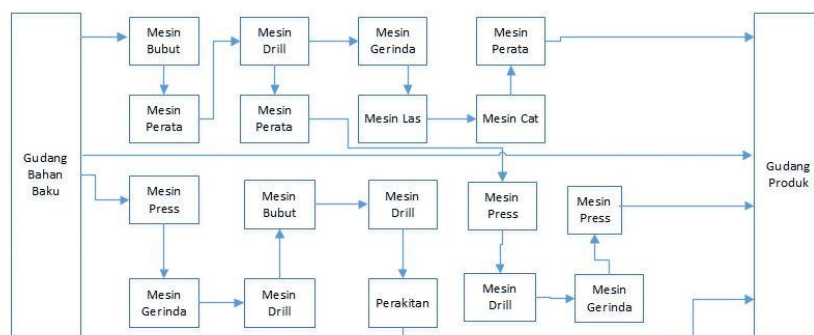 Gudang
Bahan
Baku
Mesin
Bubut
Mesin
Perata
Mesin
Drill
Mesin
Perata
Mesin
Gerinda
Mesin Las
Mesin
Perata
Mesin Cat
Mesin
Press
Mesin
Gerinda
Mesin
Bubut
Mesin
Drill
Mesin
Drill
Perakitan
Mesin
Press
Mesin
Drill
Mesin
Press
Mesin
Gerinda
Gudang
Produk